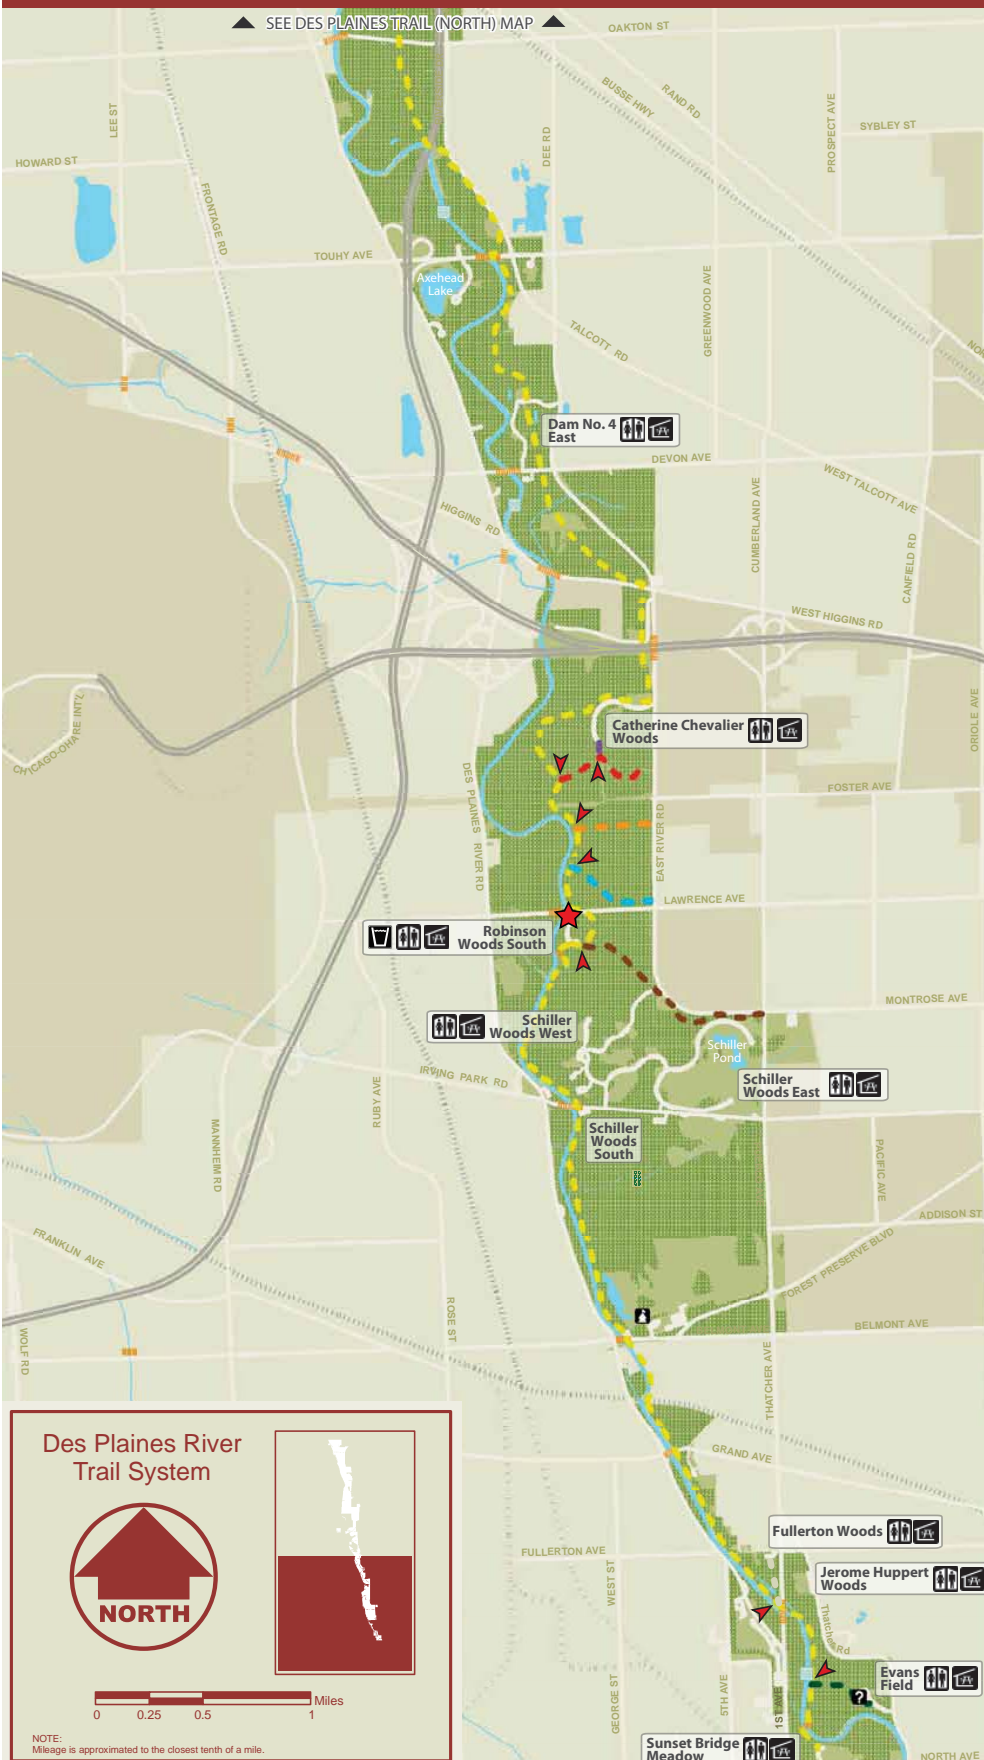 SEE DES PLAINES TRAIL (NORTH) MAP
OAKTON ST
BUSSE HWY
RAND RD
PROSPECT AVE
SYBLEY ST
LEE ST
DEE RD
HOWARD ST
FRONTAGE RD
TOUHY AVE
Axehead
Lake
GREENWOOD AVE
TALCOTT RD
Dam No. 4
East
DEVON AVE
WEST TALCOTT AVE
CUMBERLAND AVE
HIGGINS RD
CANFIELD RD
WEST HIGGINS RD
CHICAGO-OHARE INT'L
ORIOLE AVE
Catherine Chevalier
Woods
DES PLAINES RIVER RD
FOSTER AVE
EAST RIVER RD
LAWRENCE AVE
Robinson
Woods South
MONTROSE AVE
Schiller
Woods West
Schiller
Pond
IRVING PARK RD
RUBY AVE
Schiller
Woods East
Schiller
Woods
South
MANNHEIM RD
PACIFIC AVE
ADDISON ST
FRANKLIN AVE
FOREST PRESERVE BLVD
ROSE ST
BELMONT AVE
WOLF RD
THATCHER AVE
GRAND AVE
Des Plaines River
Trail System
NORTH
Fullerton Woods
FULLERTON AVE
WEST ST
Jerome Huppert
Woods
Thatcher Rd
Evans
Field
?
GEORGE ST
5TH AVE
1ST AVE
Miles
0 0.25 0.5 1
NOTE:
Mileage is approximated to the closest tenth of a mile.
Sunset Bridge
Meadow
NORTH AVE